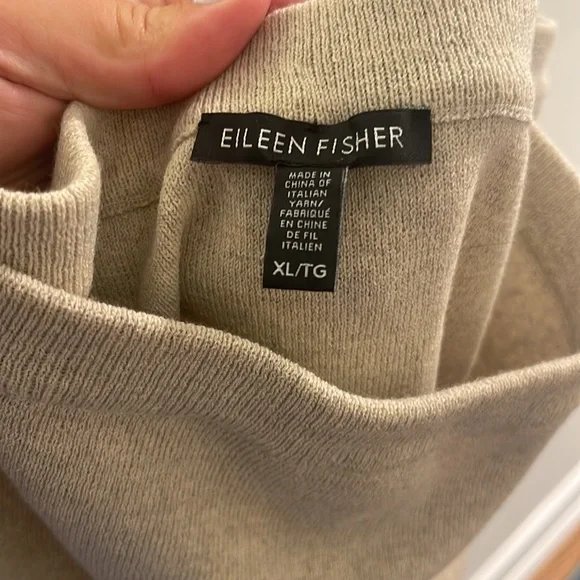 EILEEN FISHER
MADE IN
CHINA OF
ITALIAN
YARN/
FABRIQUÉ
EN CHINE
DE FIL
ITALIEN
XL/TG